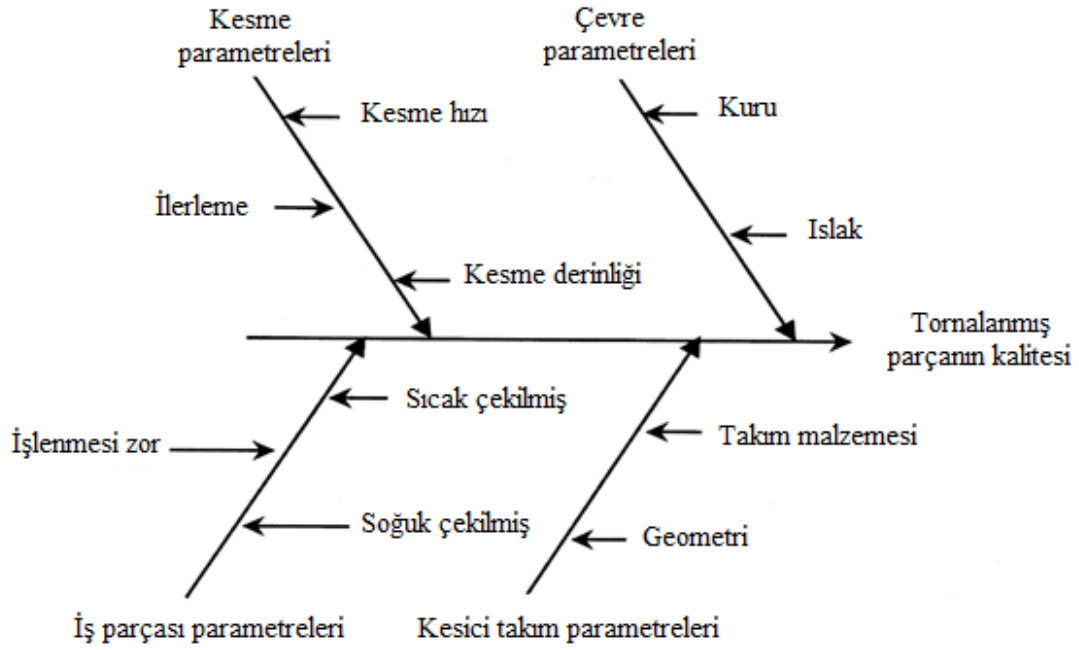 Kesme
parametreleri
Çevre
parametreleri
Kesme hızı
Kuru
İlerleme
Islak
Kesme derinliği
Tornalanmış
parçanın kalitesi
Sıcak çekilmiş
İşlenmesi zor
Takım malzemesi
Soğuk çekilmiş
Geometri
İş parçası parametreleri
Kesici takım parametreleri